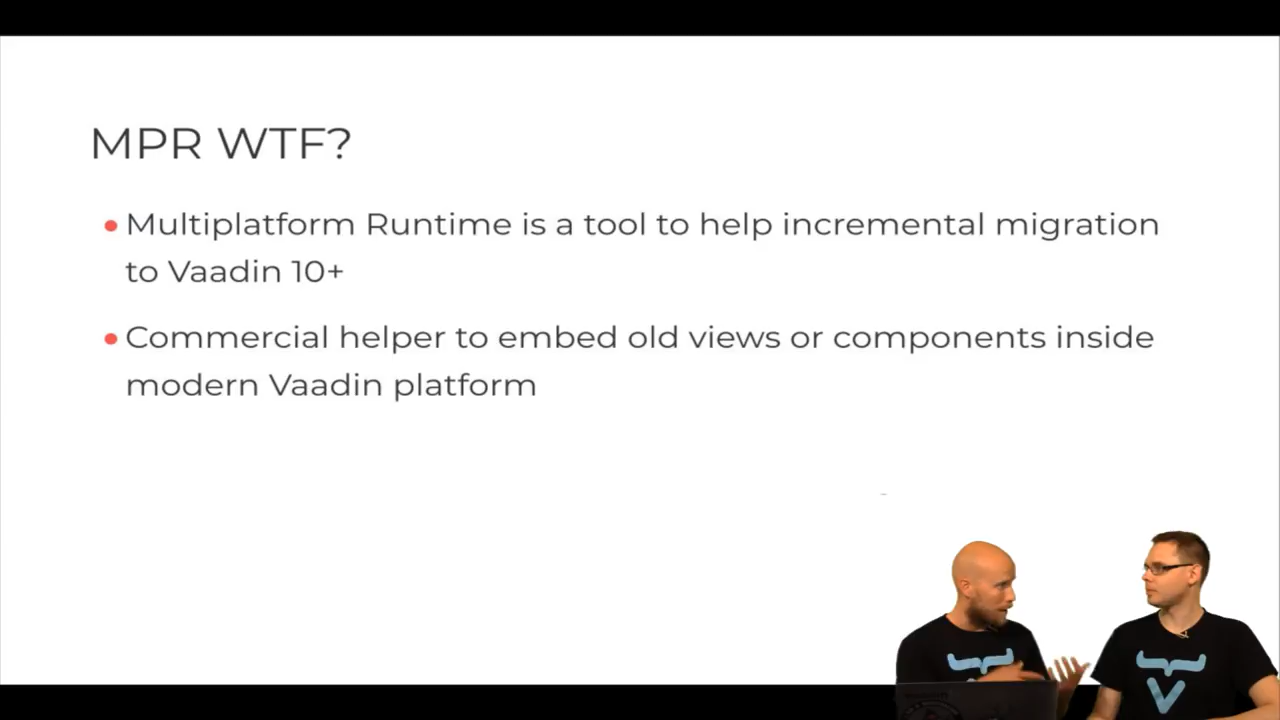 MPR WTF?
Multiplatform Runtime is a tool to help incremental migration
to Vaadin 10+
Commercial helper to embed old views or components inside
modern Vaadin platform